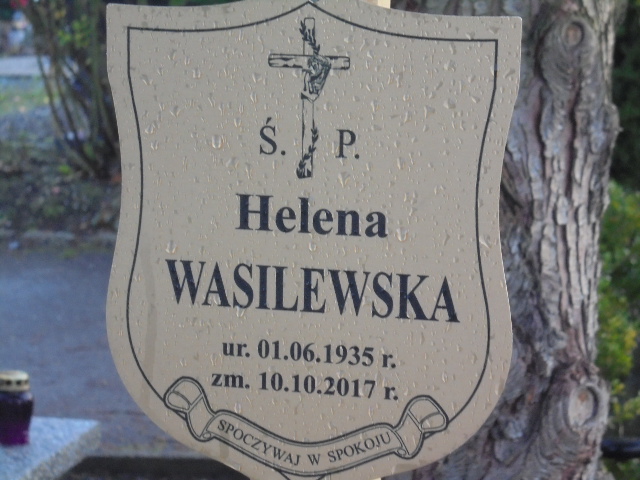 Ś. P.
Helena
WASILEWSKA
ur. 01.06.1935 r.
zm. 10.10.2017 r.
SPOCZYWAJ W SPOKOJU